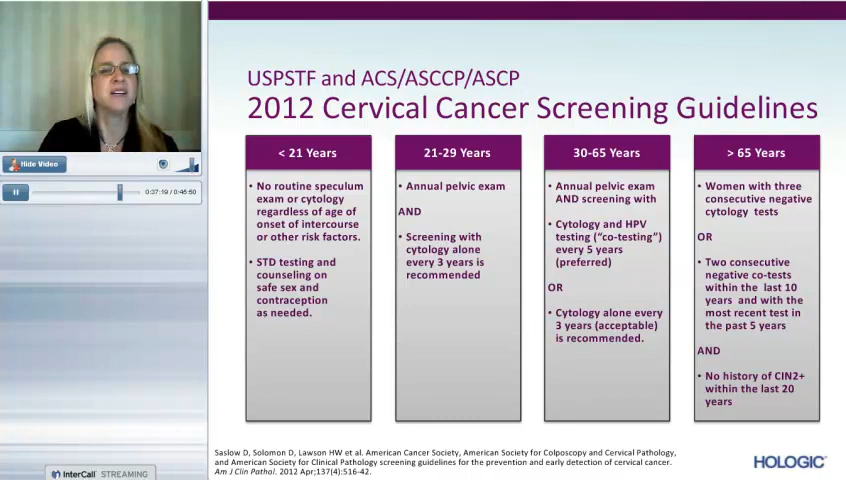 USPSTF and ACS/ASCCP/ASCP
2012 Cervical Cancer Screening Guidelines
Hide Video
0:37:19 / 0:46:50
< 21 Years
• No routine speculum
exam or cytology
regardless of age of
onset of intercourse
or other risk factors.
• STD testing and
counseling on
safe sex and
contraception
as needed.
21-29 Years
• Annual pelvic exam
AND
• Screening with
cytology alone
every 3 years is
recommended
30-65 Years
• Annual pelvic exam
AND screening with
• Cytology and HPV
testing ("co-testing")
every 5 years
(preferred)
OR
• Cytology alone every
3 years (acceptable)
is recommended.
> 65 Years
• Women with three
consecutive negative
cytology tests
OR
• Two consecutive
negative co-tests
within the last 10
years and with the
most recent test in
the past 5 years
AND
• No history of CIN2+
within the last 20
years
Saslow D, Solomon D, Lawson HW et al. American Cancer Society, American Society for Colposcopy and Cervical Pathology,
and American Society for Clinical Pathology screening guidelines for the prevention and early detection of cervical cancer.
Am J Clin Pathol. 2012 Apr;137(4):516-42.
InterCall STREAMING
HOLOGIC